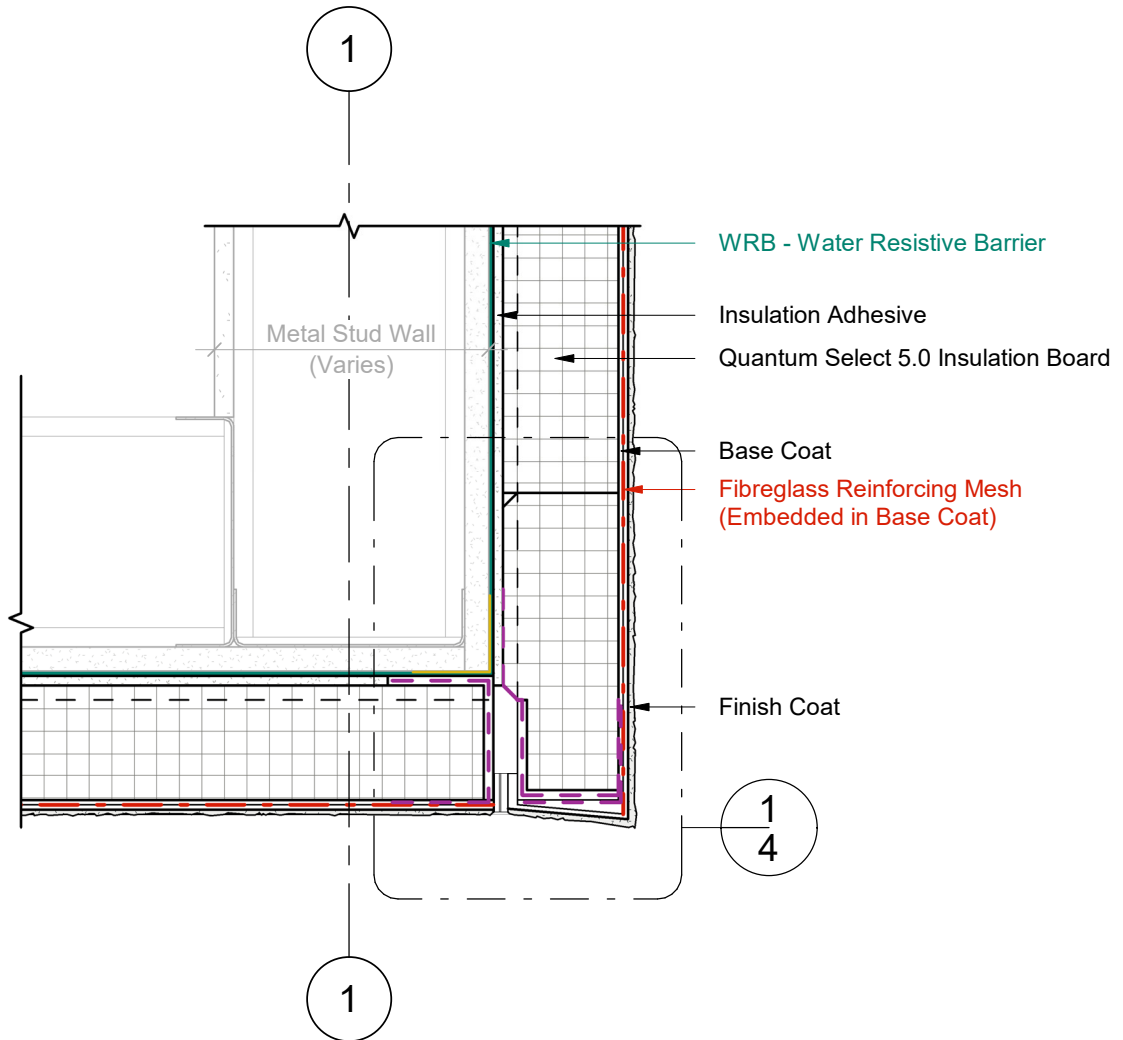 1
WRB - Water Resistive Barrier
Insulation Adhesive
Metal Stud Wall
(Varies)
Quantum Select 5.0 Insulation Board
Base Coat
Fibreglass Reinforcing Mesh
(Embedded in Base Coat)
Finish Coat
1
4
1